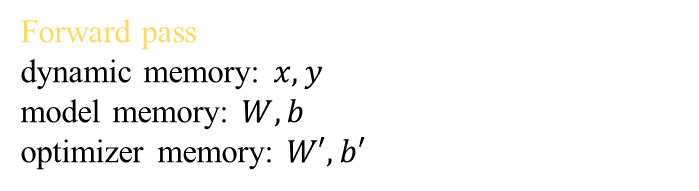 Forward pass
dynamic memory: x, y
model memory: W, b
optimizer memory: W′, b′